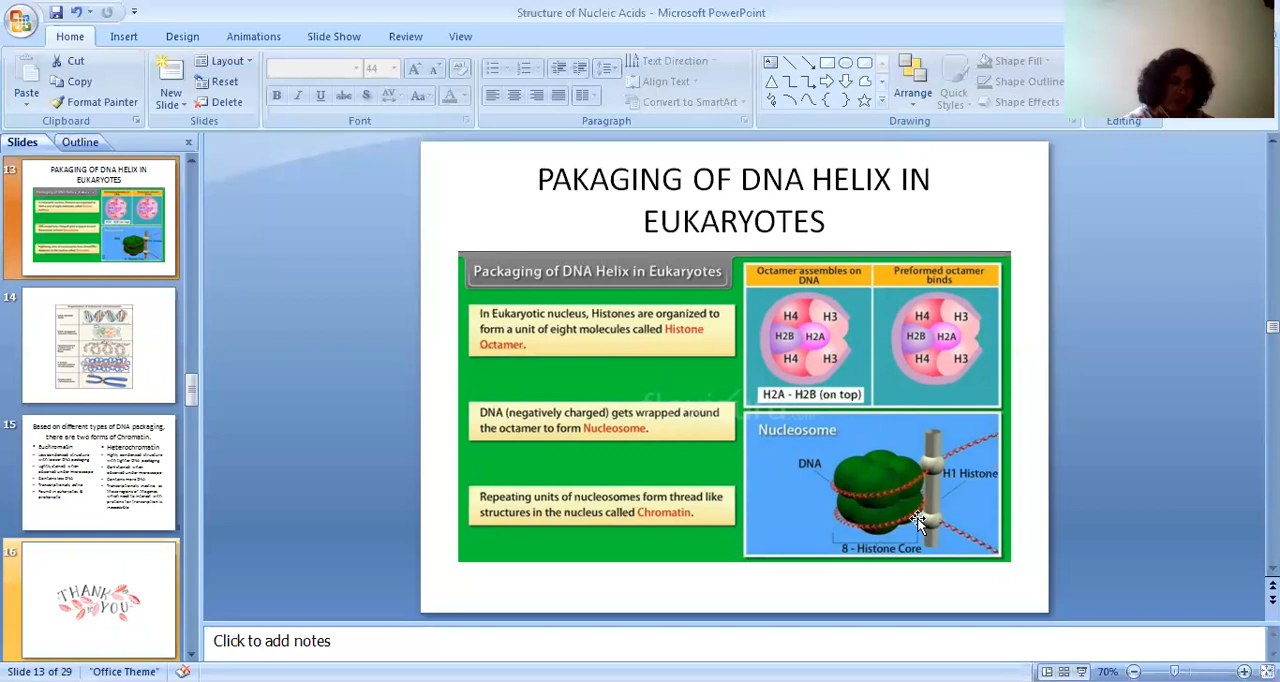 Structure of Nucleic Acids - Microsoft PowerPoint
Home Insert Design Animations Slide Show Review View
Cut
Copy
Format Painter
Paste
Clipboard
New
Slide
Layout
Reset
Delete
Slides
44
B I U abc S AV Aa A
Font
Text Direction
Align Text
Convert to SmartArt
Paragraph
Arrange
Quick
Styles
Shape Fill
Shape Outline
Shape Effects
Drawing
Editing
Slides Outline
13
PAKAGING OF DNA HELIX IN
EUKARYOTES
14
15
Based on different types of DNA packaging,
there are two forms of Chromatin.
Euchromatin
Heterochromatin
16
THANK
YOU
PAKAGING OF DNA HELIX IN
EUKARYOTES
Packaging of DNA Helix in Eukaryotes
In Eukaryotic nucleus, Histones are organized to
form a unit of eight molecules called Histone
Octamer.
DNA (negatively charged) gets wrapped around
the octamer to form Nucleosome.
Repeating units of nucleosomes form thread like
structures in the nucleus called Chromatin.
Octamer assembles on
DNA
Preformed octamer
binds
H4 H3
H2B H2A
H4 H3
H4 H3
H2B H2A
H4 H3
H2A - H2B (on top)
Nucleosome
DNA
H1 Histone
8 - Histone Core
Click to add notes
Slide 13 of 29 "Office Theme" 70%